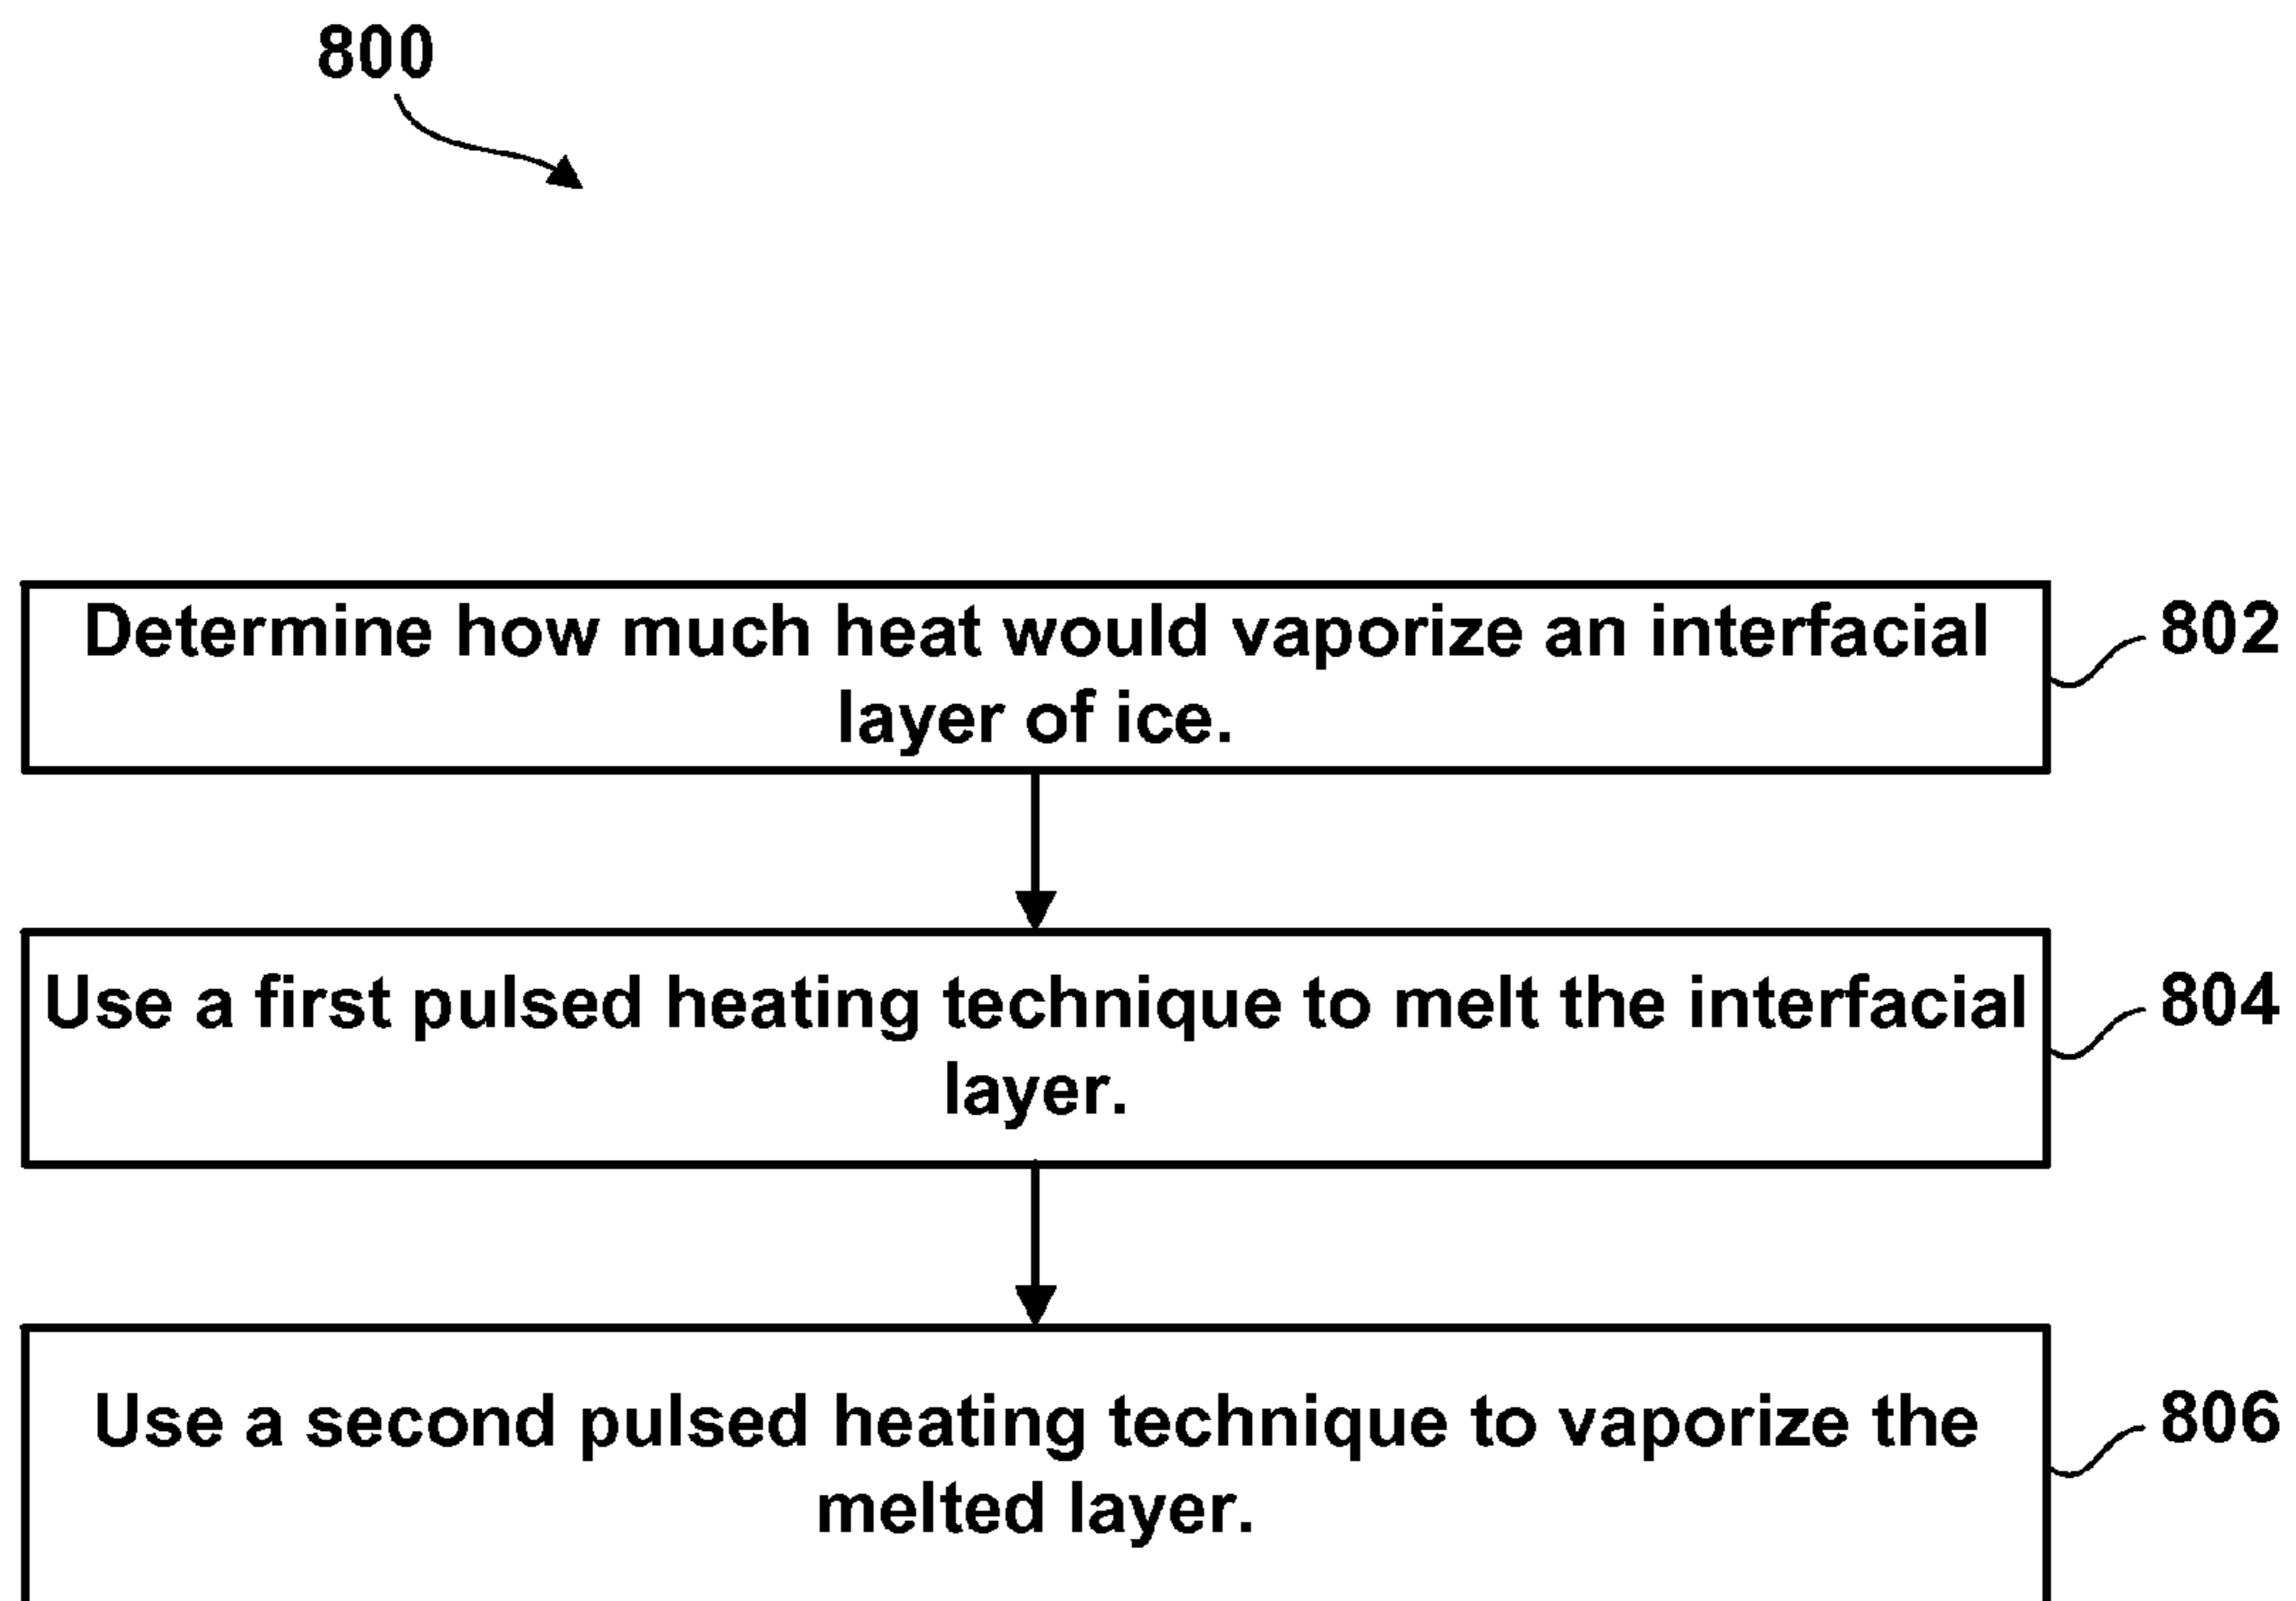 800
Determine how much heat would vaporize an interfacial
layer of ice.
802
Use a first pulsed heating technique to melt the interfacial
layer.
804
Use a second pulsed heating technique to vaporize the
melted layer.
806